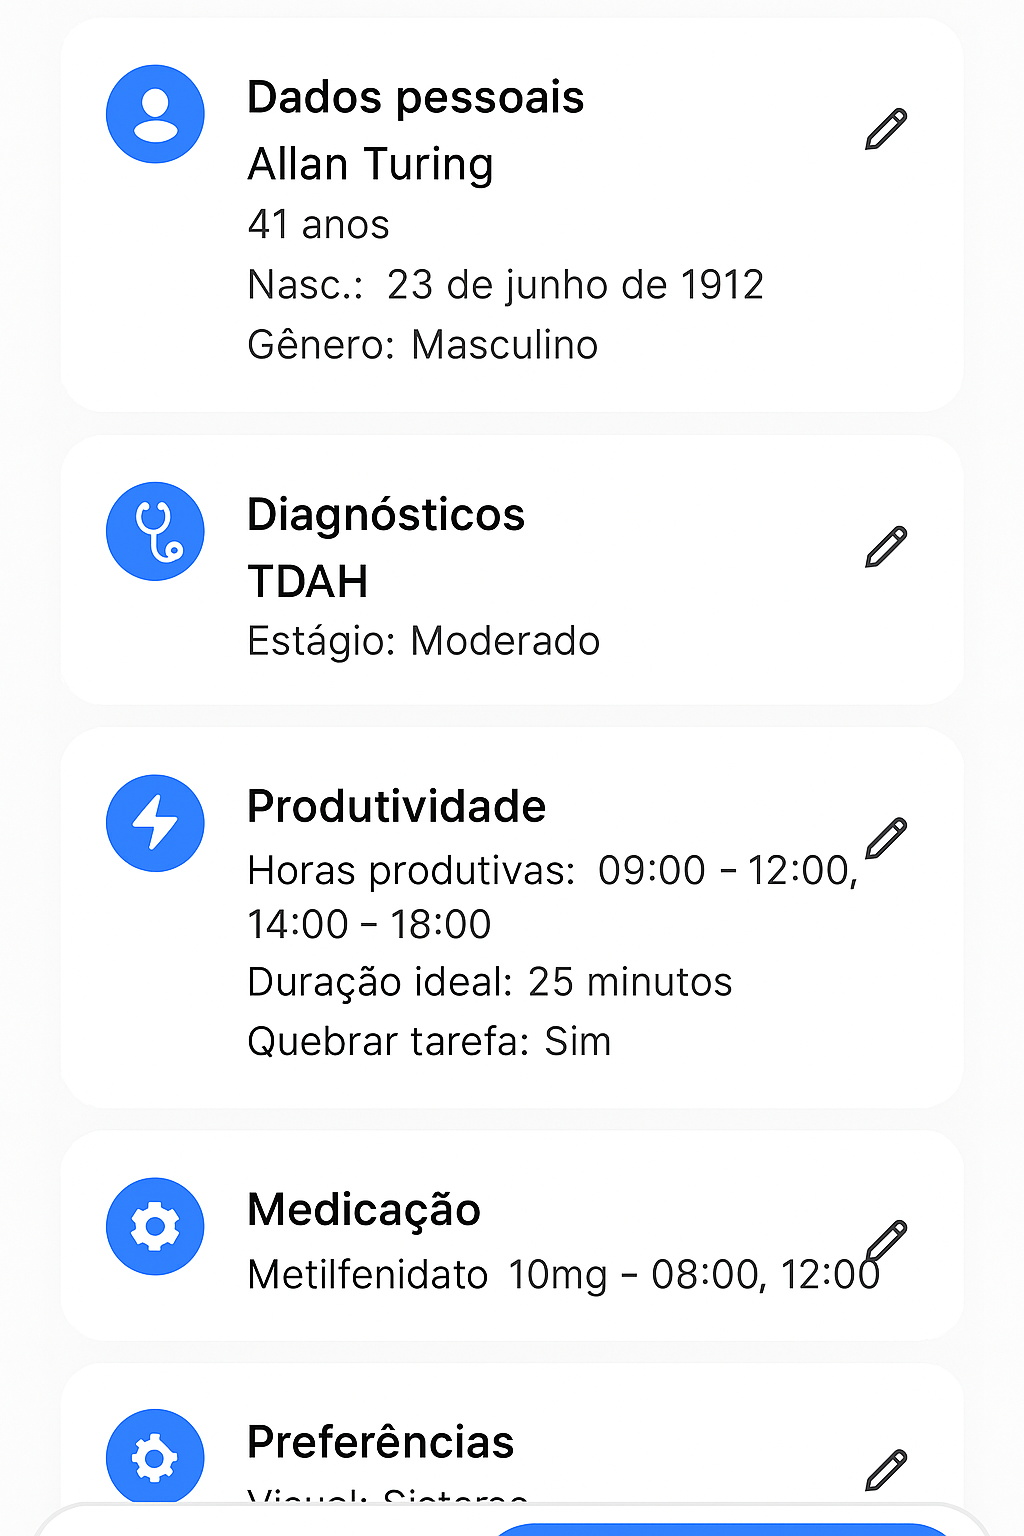 Dados pessoais
Allan Turing
41 anos
Nasc.: 23 de junho de 1912
Gênero: Masculino
Diagnósticos
TDAH
Estágio: Moderado
Produtividade
Horas produtivas: 09:00 – 12:00,
14:00 – 18:00
Duração ideal: 25 minutos
Quebrar tarefa: Sim
Medicação
Metilfenidato 10mg – 08:00, 12:00
Preferências